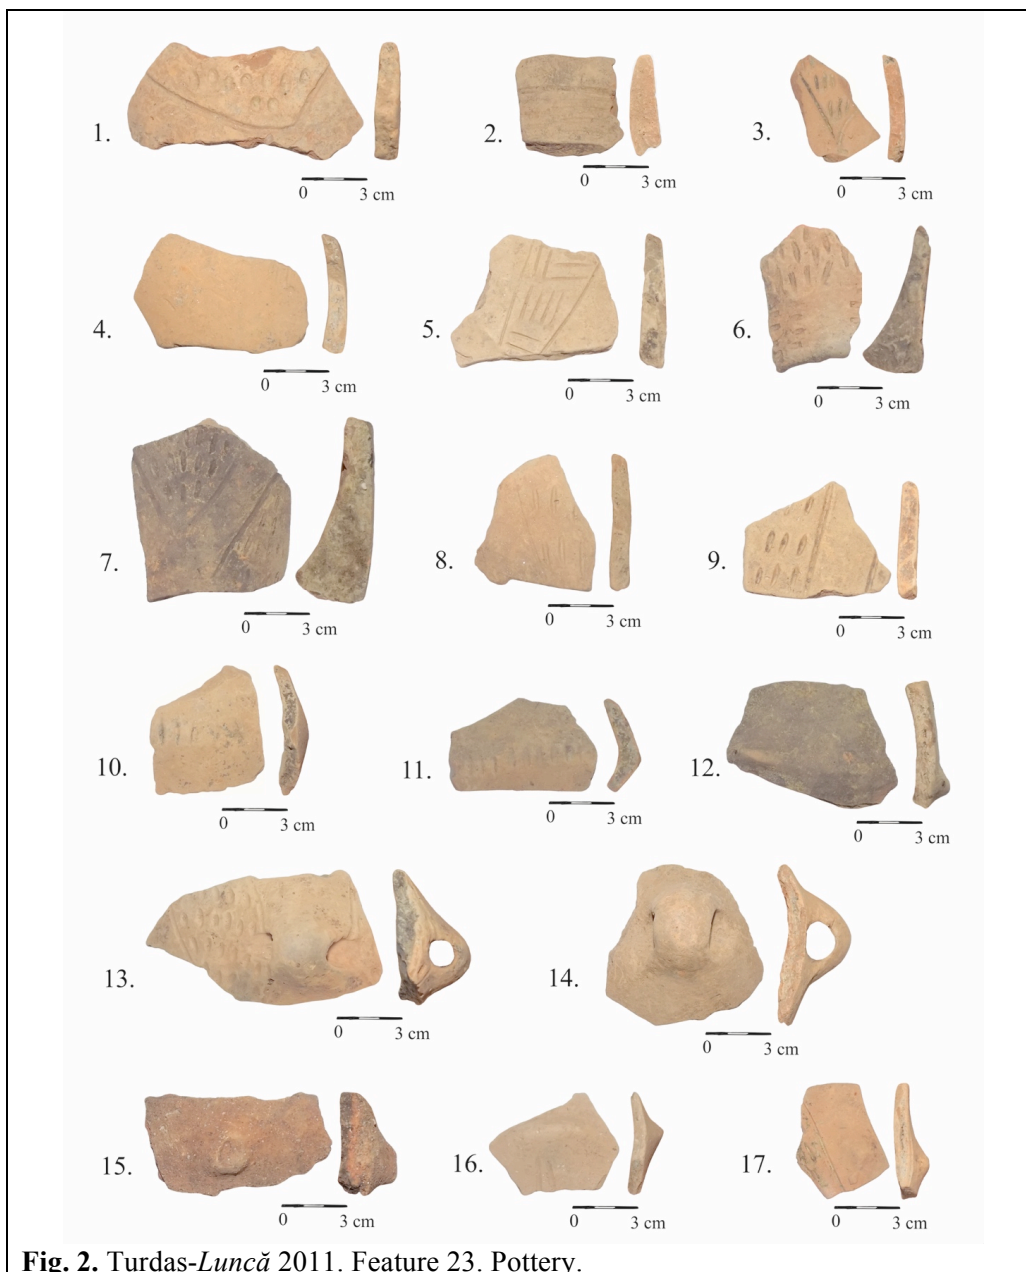 1.
2.
3.
0 3 cm
0 3 cm
0 3 cm
4.
5.
6.
0 3 cm
0 3 cm
0 3 cm
7.
8.
9.
0 3 cm
0 3 cm
0 3 cm
10.
11.
12.
0 3 cm
0 3 cm
0 3 cm
13.
14.
0 3 cm
0 3 cm
15.
16.
17.
0 3 cm
0 3 cm
0 3 cm
Fig. 2. Turdaș-Luncă 2011. Feature 23. Pottery.